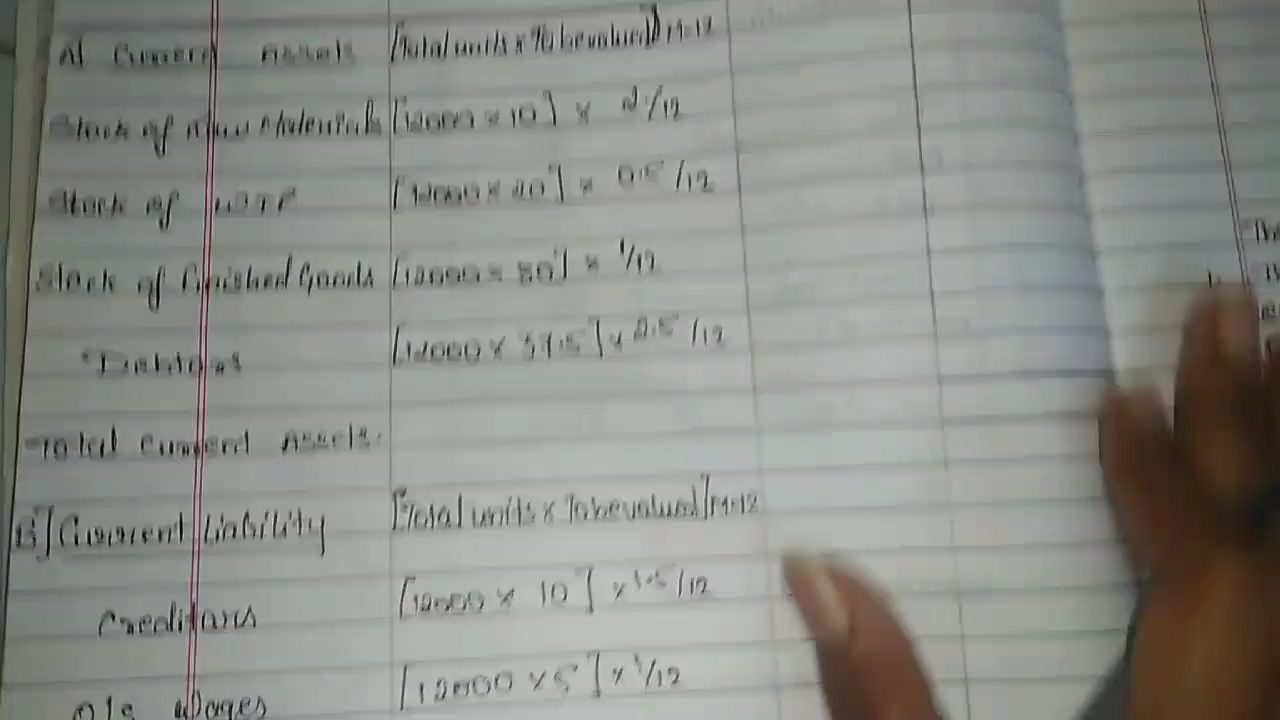 A] Current Assets [Total units x To be valued] M÷12
Stock of Raw Materials [12000 x 10] x 2/12
Stock of WIP [12000 x 20] x 0.5/12
Stock of Finished Goods [12000 x 30] x 1/12
Debtors [12000 x 37.5] x 2.5/12
Total Current Assets.
B] Current Liability [Total units x To be valued] M÷12
Creditors [12000 x 10] x 1.5/12
O/s Wages [12000 x 5] x 1/12